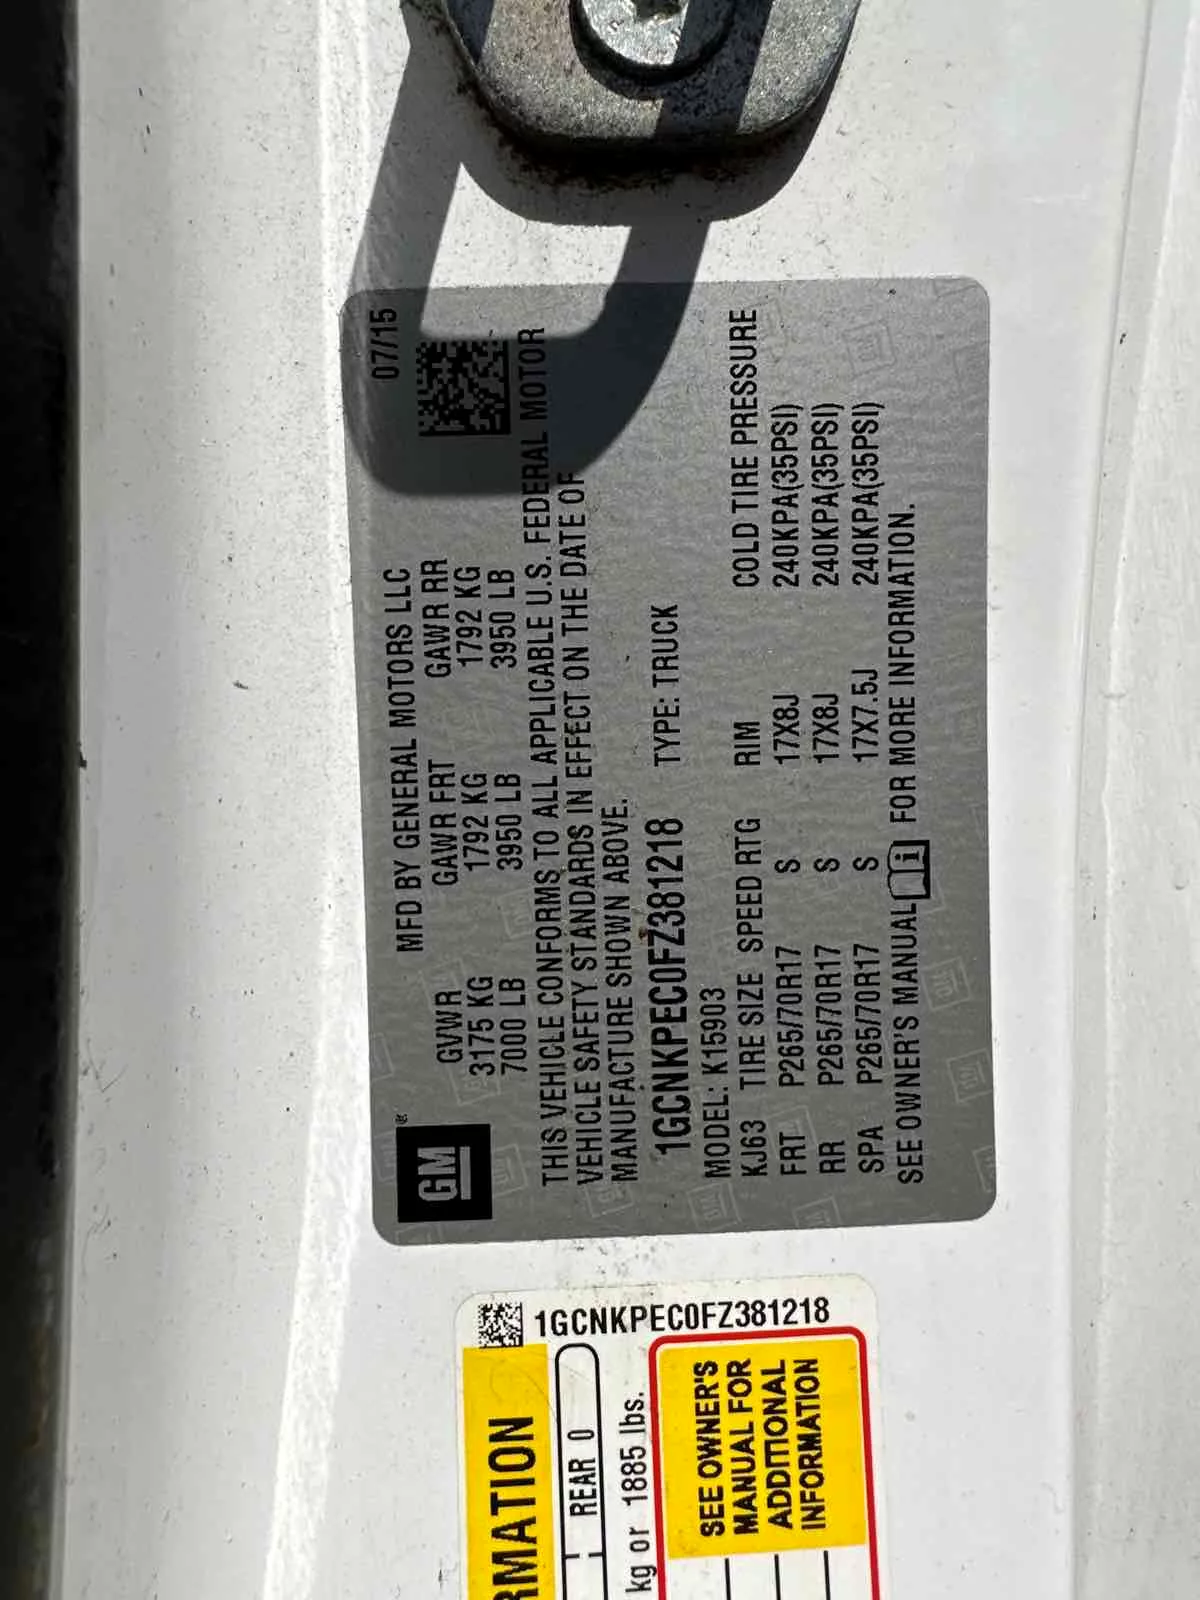 07/15
MFD BY GENERAL MOTORS LLC
GVWR GAWR FRT GAWR RR
3175 KG 1792 KG 1792 KG
7000 LB 3950 LB 3950 LB
GM®
THIS VEHICLE CONFORMS TO ALL APPLICABLE U.S. FEDERAL MOTOR
VEHICLE SAFETY STANDARDS IN EFFECT ON THE DATE OF
MANUFACTURE SHOWN ABOVE.
1GCNKPEC0FZ381218 TYPE: TRUCK
MODEL: K15903
KJ63 TIRE SIZE SPEED RTG RIM COLD TIRE PRESSURE
FRT P265/70R17 S 17X8J 240KPA(35PSI)
RR P265/70R17 S 17X8J 240KPA(35PSI)
SPA P265/70R17 S 17X7.5J 240KPA(35PSI)
SEE OWNER'S MANUAL i FOR MORE INFORMATION.
1GCNKPEC0FZ381218
RMATION
REAR 0
kg or 1885 lbs.
SEE OWNER'S
MANUAL FOR
ADDITIONAL
INFORMATION